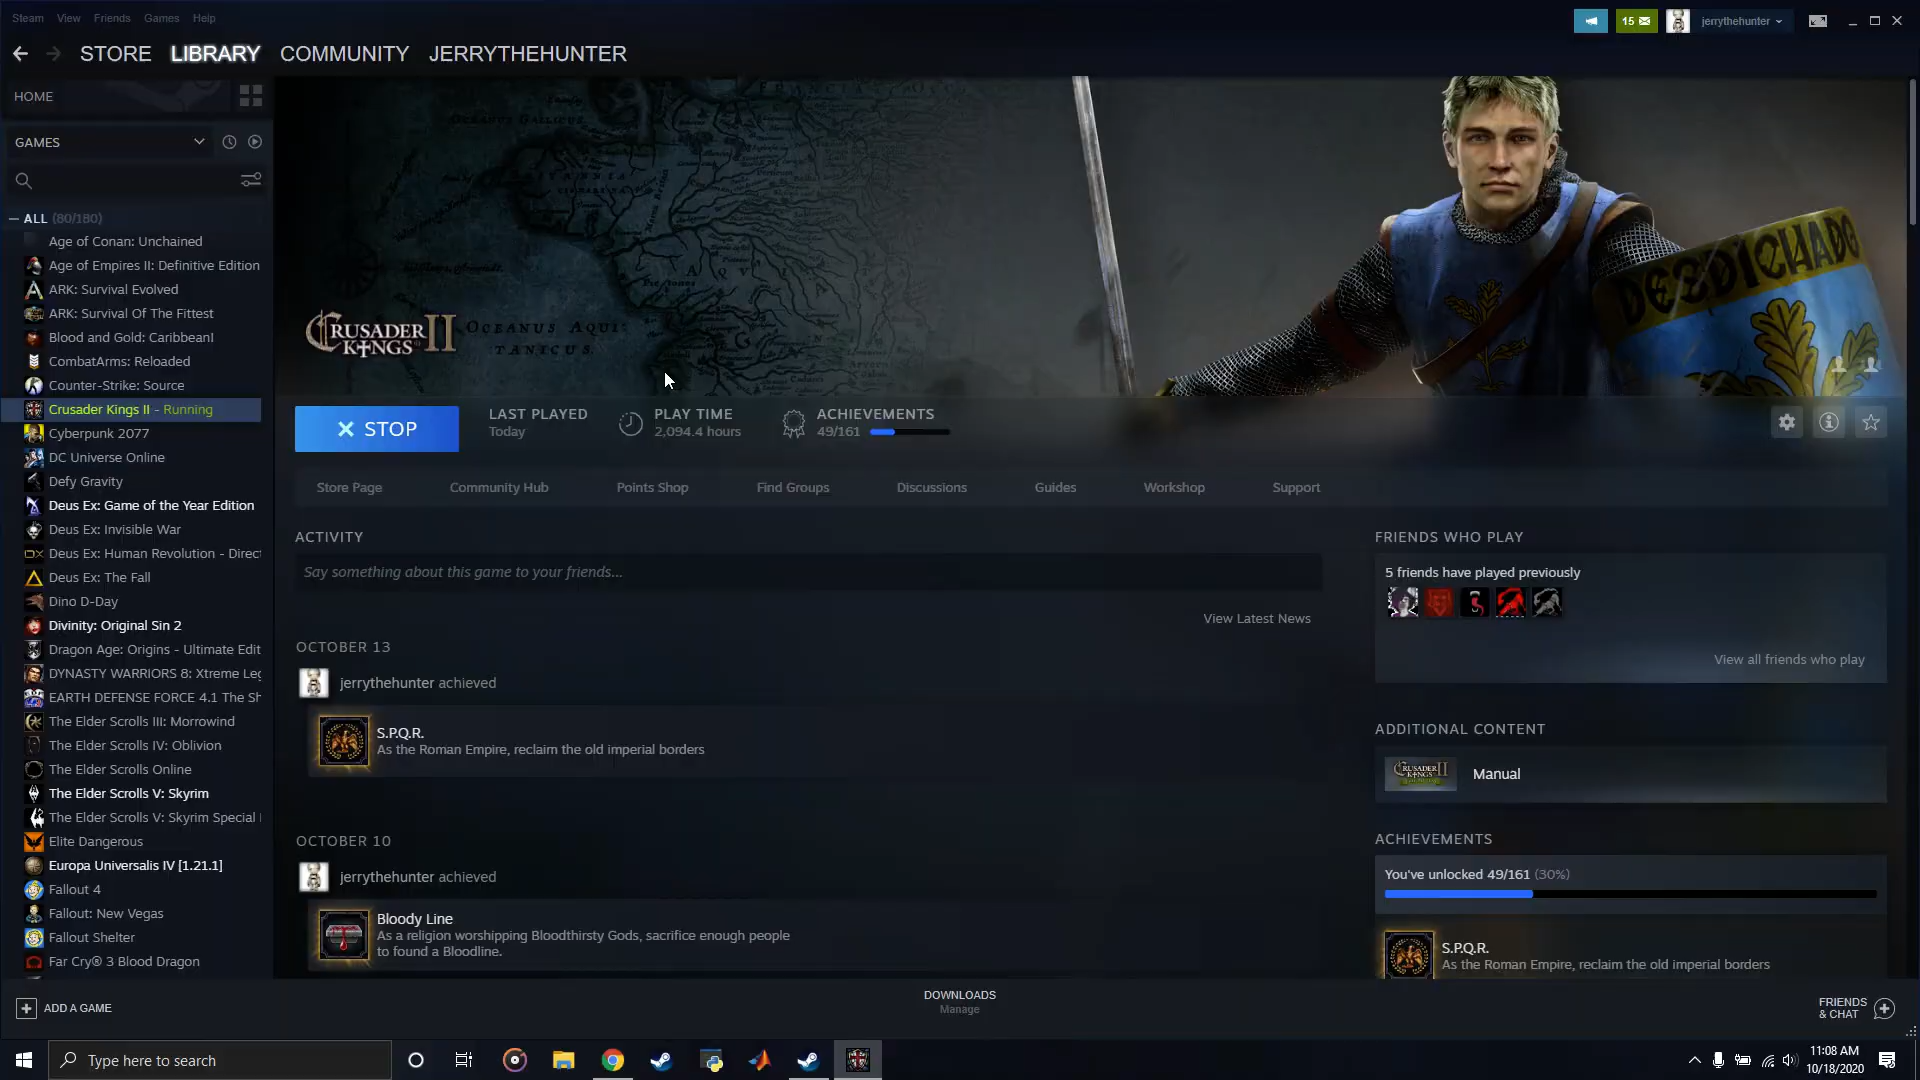 Steam View Friends Games Help
15
jerrythehunter
STORE LIBRARY COMMUNITY JERRYTHEHUNTER
HOME
GAMES
ALL (80/180)
Age of Conan: Unchained
Age of Empires II: Definitive Edition
ARK: Survival Evolved
ARK: Survival Of The Fittest
Blood and Gold: Caribbean!
CombatArms: Reloaded
Counter-Strike: Source
Crusader Kings II - Running
Cyberpunk 2077
DC Universe Online
Defy Gravity
Deus Ex: Game of the Year Edition
Deus Ex: Invisible War
Deus Ex: Human Revolution - Direct
Deus Ex: The Fall
Dino D-Day
Divinity: Original Sin 2
Dragon Age: Origins - Ultimate Edit
DYNASTY WARRIORS 8: Xtreme Leg
EARTH DEFENSE FORCE 4.1 The Sh
The Elder Scrolls III: Morrowind
The Elder Scrolls IV: Oblivion
The Elder Scrolls Online
The Elder Scrolls V: Skyrim
The Elder Scrolls V: Skyrim Special
Elite Dangerous
Europa Universalis IV [1.21.1]
Fallout 4
Fallout: New Vegas
Fallout Shelter
Far Cry® 3 Blood Dragon
ADD A GAME
CRUSADER KINGS II
OCEANUS AQUI
TANICUS.
DESDICHADO
STOP
LAST PLAYED
Today
PLAY TIME
2,094.4 hours
ACHIEVEMENTS
49/161
Store Page
Community Hub
Points Shop
Find Groups
Discussions
Guides
Workshop
Support
ACTIVITY
Say something about this game to your friends...
View Latest News
OCTOBER 13
jerrythehunter achieved
S.P.Q.R.
As the Roman Empire, reclaim the old imperial borders
OCTOBER 10
jerrythehunter achieved
Bloody Line
As a religion worshipping Bloodthirsty Gods, sacrifice enough people
to found a Bloodline.
FRIENDS WHO PLAY
5 friends have played previously
View all friends who play
ADDITIONAL CONTENT
CRUSADER KINGS II
Manual
ACHIEVEMENTS
You've unlocked 49/161 (30%)
S.P.Q.R.
As the Roman Empire, reclaim the old imperial borders
DOWNLOADS
Manage
FRIENDS
& CHAT
Type here to search
11:08 AM
10/18/2020